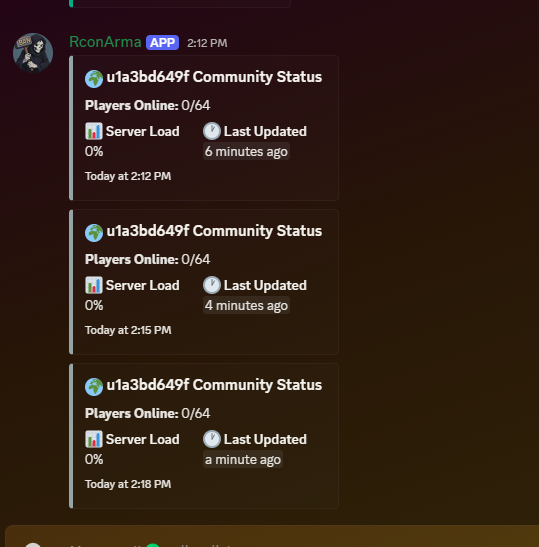 RconArma APP 2:12 PM
u1a3bd649f Community Status
Players Online: 0/64
Server Load Last Updated
0% 6 minutes ago
Today at 2:12 PM
u1a3bd649f Community Status
Players Online: 0/64
Server Load Last Updated
0% 4 minutes ago
Today at 2:15 PM
u1a3bd649f Community Status
Players Online: 0/64
Server Load Last Updated
0% a minute ago
Today at 2:18 PM